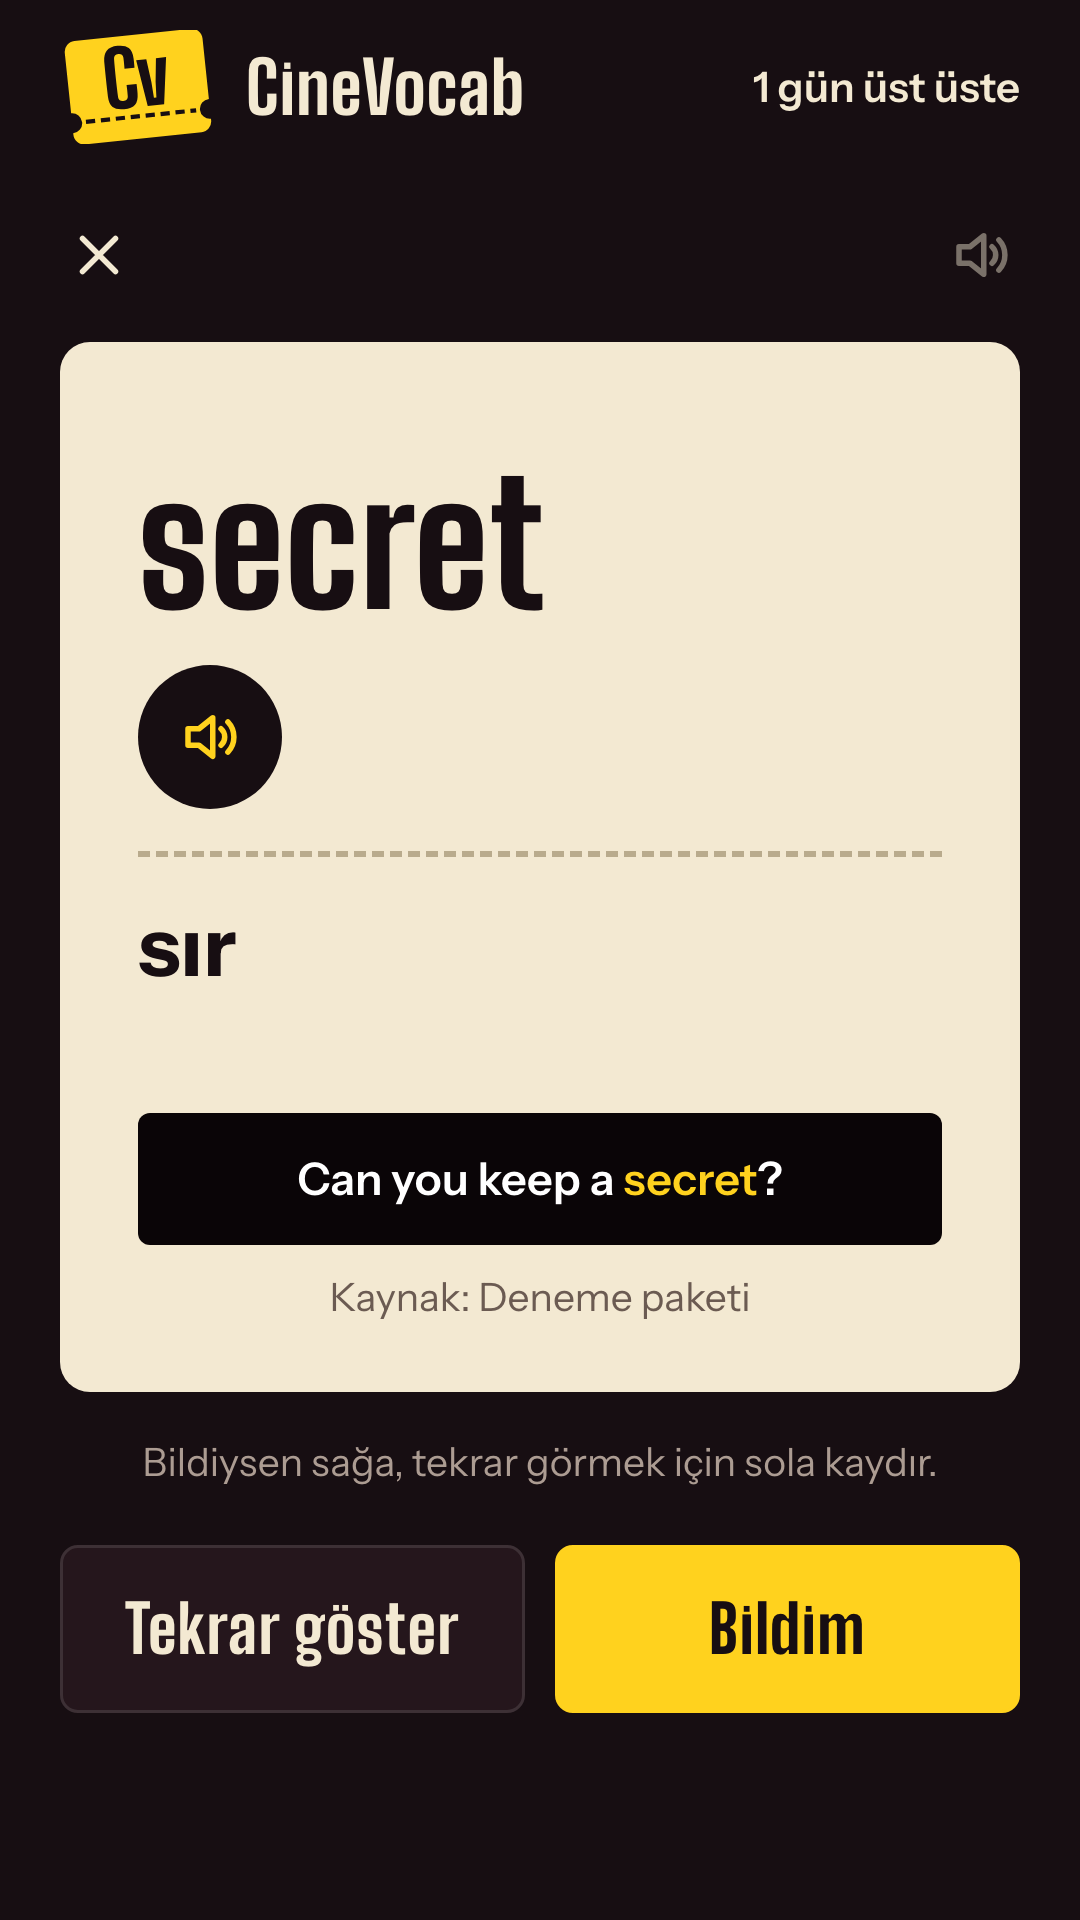 Cv
CineVocab
1 gün üst üste
secret
sır
Can you keep a secret?
Kaynak: Deneme paketi
Bildiysen sağa, tekrar görmek için sola kaydır.
Tekrar göster
Bildim